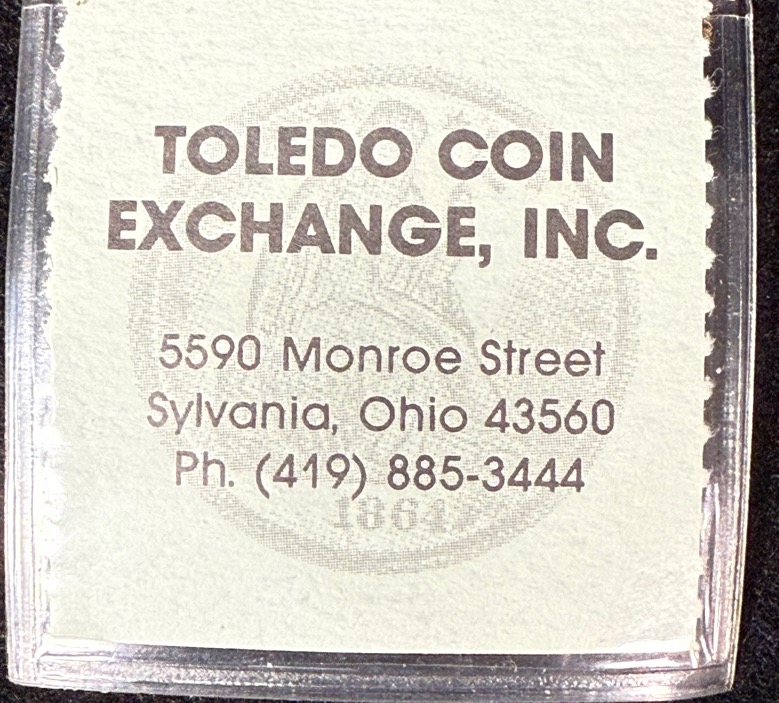 TOLEDO COIN
EXCHANGE, INC.
5590 Monroe Street
Sylvania, Ohio 43560
Ph. (419) 885-3444
1864